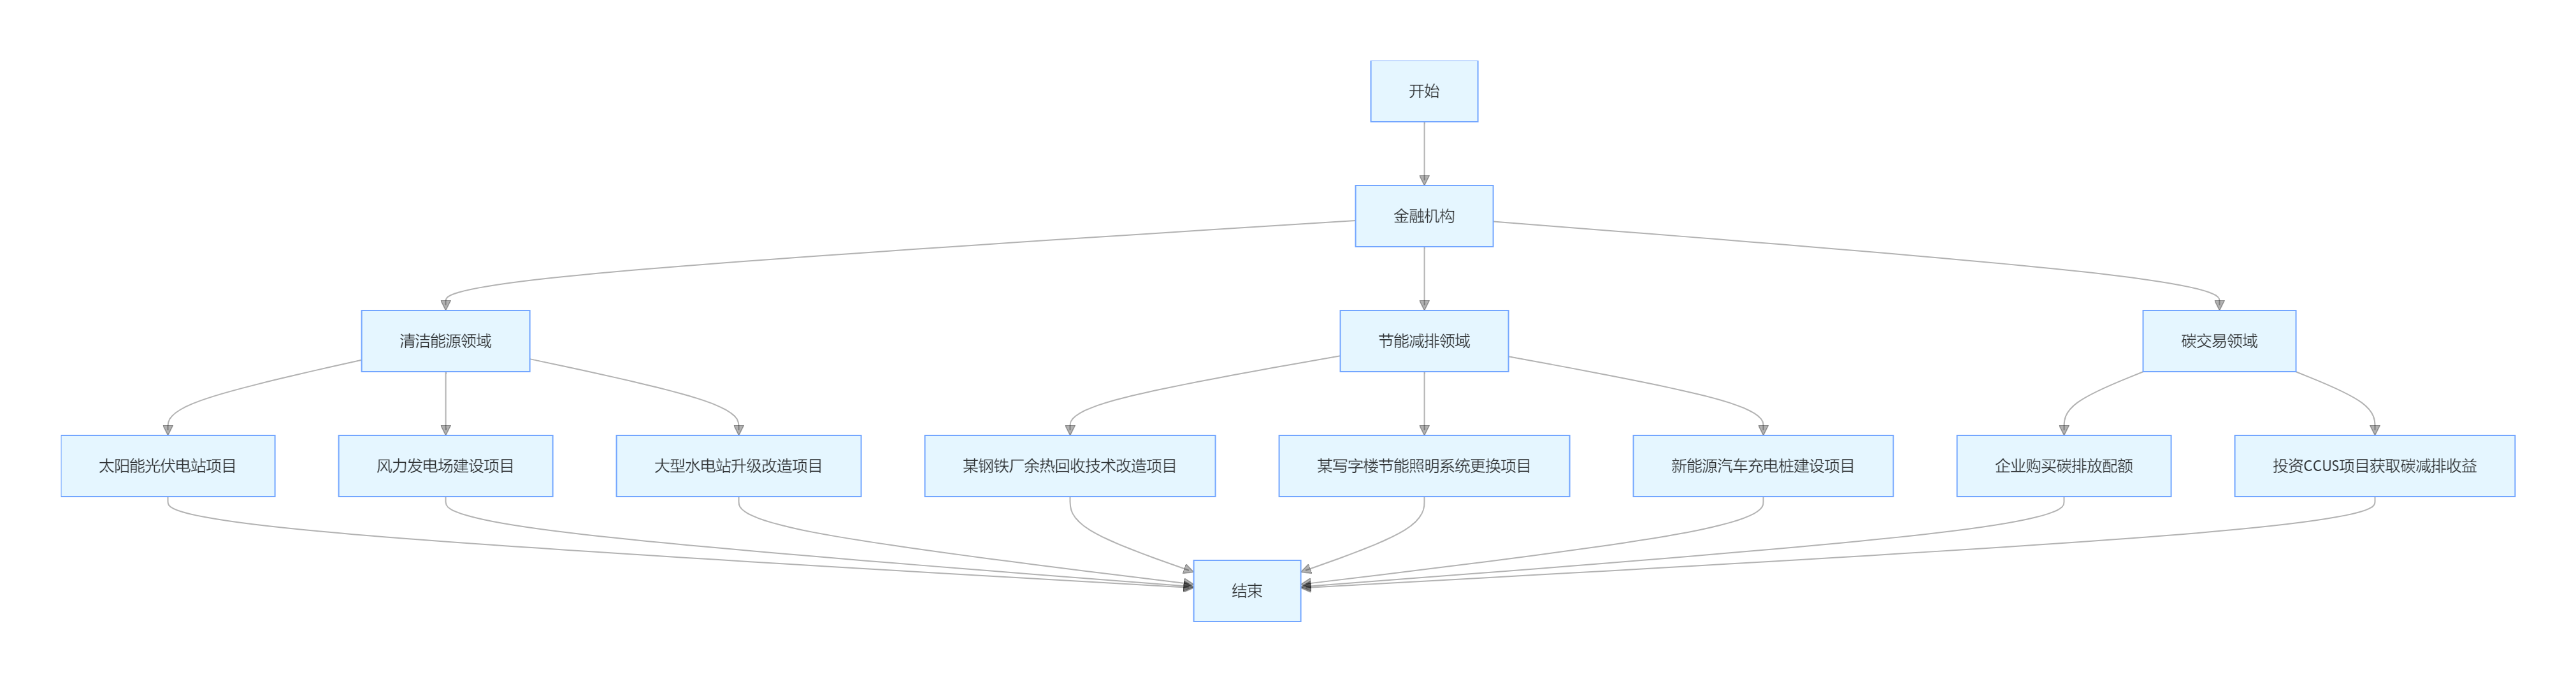 开始
金融机构
清洁能源领域
节能减排领域
碳交易领域
太阳能光伏电站项目
风力发电场建设项目
大型水电站升级改造项目
某钢铁厂余热回收技术改造项目
某写字楼节能照明系统更换项目
新能源汽车充电桩建设项目
企业购买碳排放配额
投资CCUS项目获取碳减排收益
结束